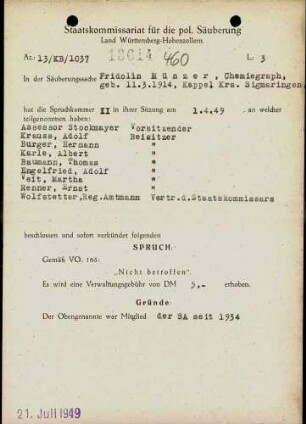 Staatskommissariat für die pol. Säuberung
Land Württemberg-Hohenzollern
Az: 13/KB/1037 13614 460 L: 3
In der Säuberungssache Fridolin Münzer, Chemiegraph,
geb. 11.3.1914, Kappel Krs. Sigmaringen,
hat die Spruchkammer II in ihrer Sitzung am 1.4.49 an welcher
teilgenommen haben:
Assessor Stockmayer Vorsitzender
Krauss, Adolf Beisitzer
Burger, Hermann "
Karle, Albert "
Baumann, Thomas "
Engelfried, Adolf "
Veit, Martha "
Renner, Ernst "
Wolfstetter, Reg.Amtmann Vertr.d.Staatskommissars
beschlossen und sofort verkündet folgenden
SPRUCH:
Gemäß VO. 165:
„Nicht betroffen".
Es wird eine Verwaltungsgebühr von DM 5,- erhoben.
Gründe:
Der Obengenannte war Mitglied der SA seit 1934
21. Juli 1949